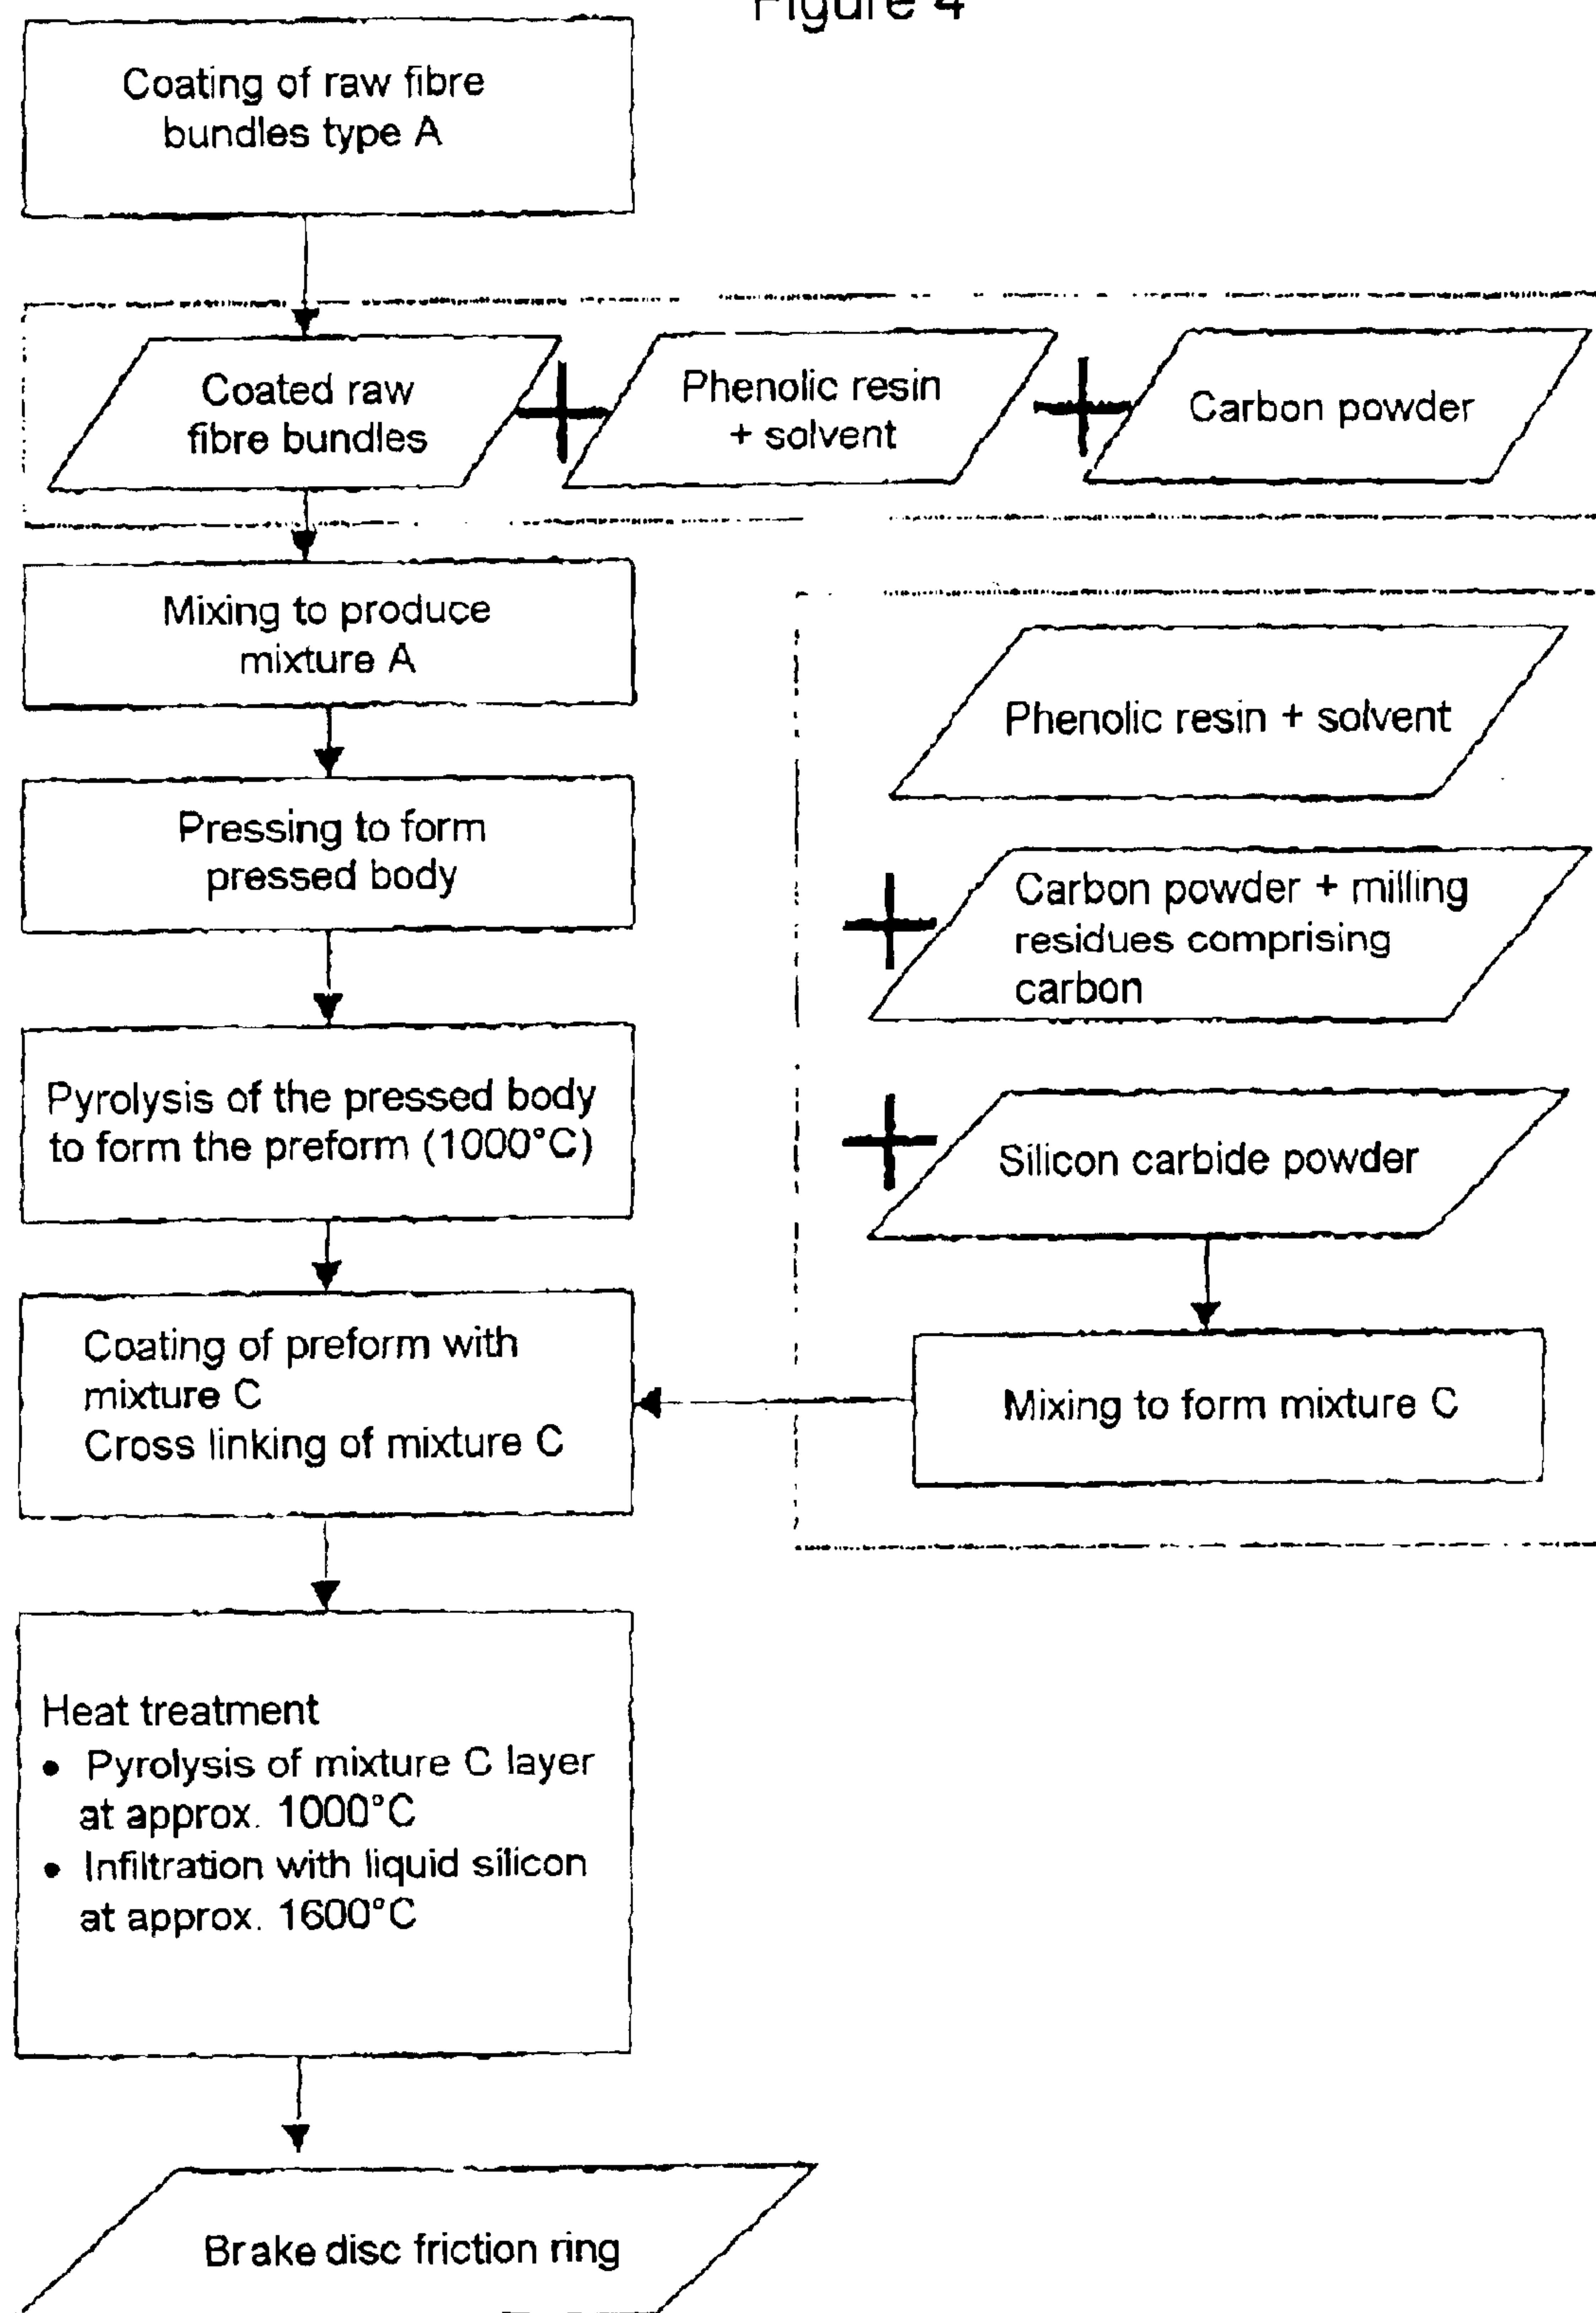 Figure 4
Coating of raw fibre
bundles type A
Coated raw
fibre bundles
+
Phenolic resin
+ solvent
+
Carbon powder
Mixing to produce
mixture A
Pressing to form
pressed body
Pyrolysis of the pressed body
to form the preform (1000°C)
Phenolic resin + solvent
+
Carbon powder + milling
residues comprising
carbon
+
Silicon carbide powder
Mixing to form mixture C
Coating of preform with
mixture C
Cross linking of mixture C
Heat treatment
• Pyrolysis of mixture C layer
at approx. 1000°C
• Infiltration with liquid silicon
at approx. 1600°C
Brake disc friction ring